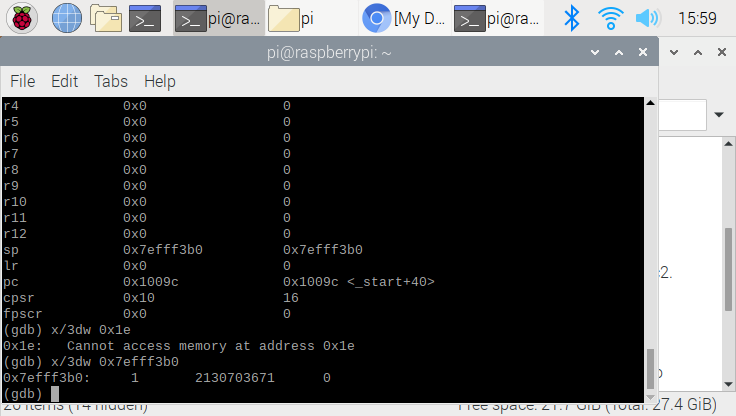 pi@ra...
pi
[My D...
pi@ra...
15:59
pi@raspberrypi: ~
File Edit Tabs Help
r4 0x0 0
r5 0x0 0
r6 0x0 0
r7 0x0 0
r8 0x0 0
r9 0x0 0
r10 0x0 0
r11 0x0 0
r12 0x0 0
sp 0x7efff3b0 0x7efff3b0
lr 0x0 0
pc 0x1009c 0x1009c <_start+40>
cpsr 0x10 16
fpscr 0x0 0
(gdb) x/3dw 0x1e
0x1e: Cannot access memory at address 0x1e
(gdb) x/3dw 0x7efff3b0
0x7efff3b0: 1 2130703671 0
(gdb)
2.
26 items (14 hidden) Free space: 21.7 GiB (Total: 27.4 GiB)